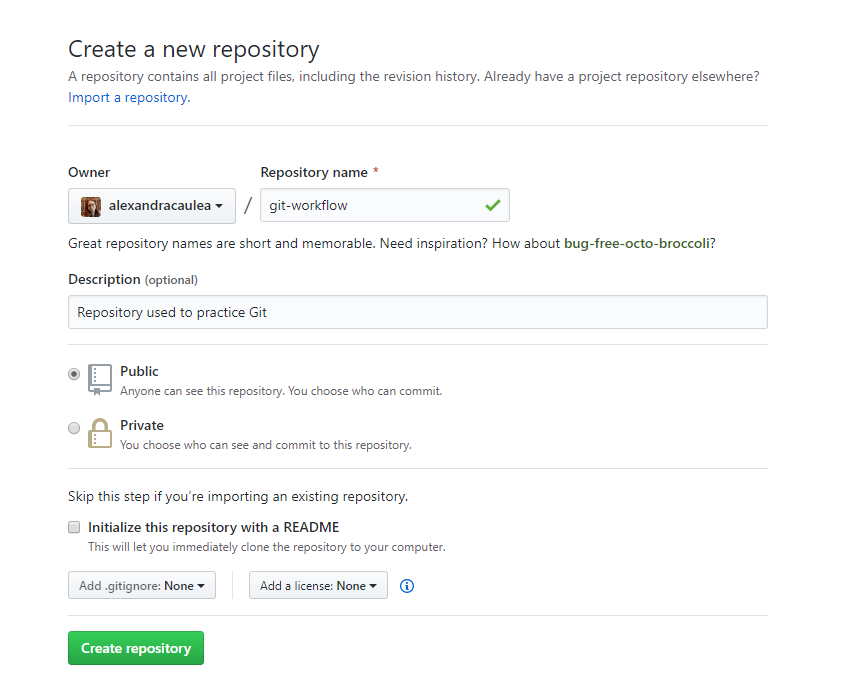 Create a new repository
A repository contains all project files, including the revision history. Already have a project repository elsewhere?
Import a repository.
Owner
Repository name *
alexandracaulea / git-workflow
Great repository names are short and memorable. Need inspiration? How about bug-free-octo-broccoli?
Description (optional)
Repository used to practice Git
Public
Anyone can see this repository. You choose who can commit.
Private
You choose who can see and commit to this repository.
Skip this step if you’re importing an existing repository.
Initialize this repository with a README
This will let you immediately clone the repository to your computer.
Add .gitignore: None
Add a license: None
Create repository